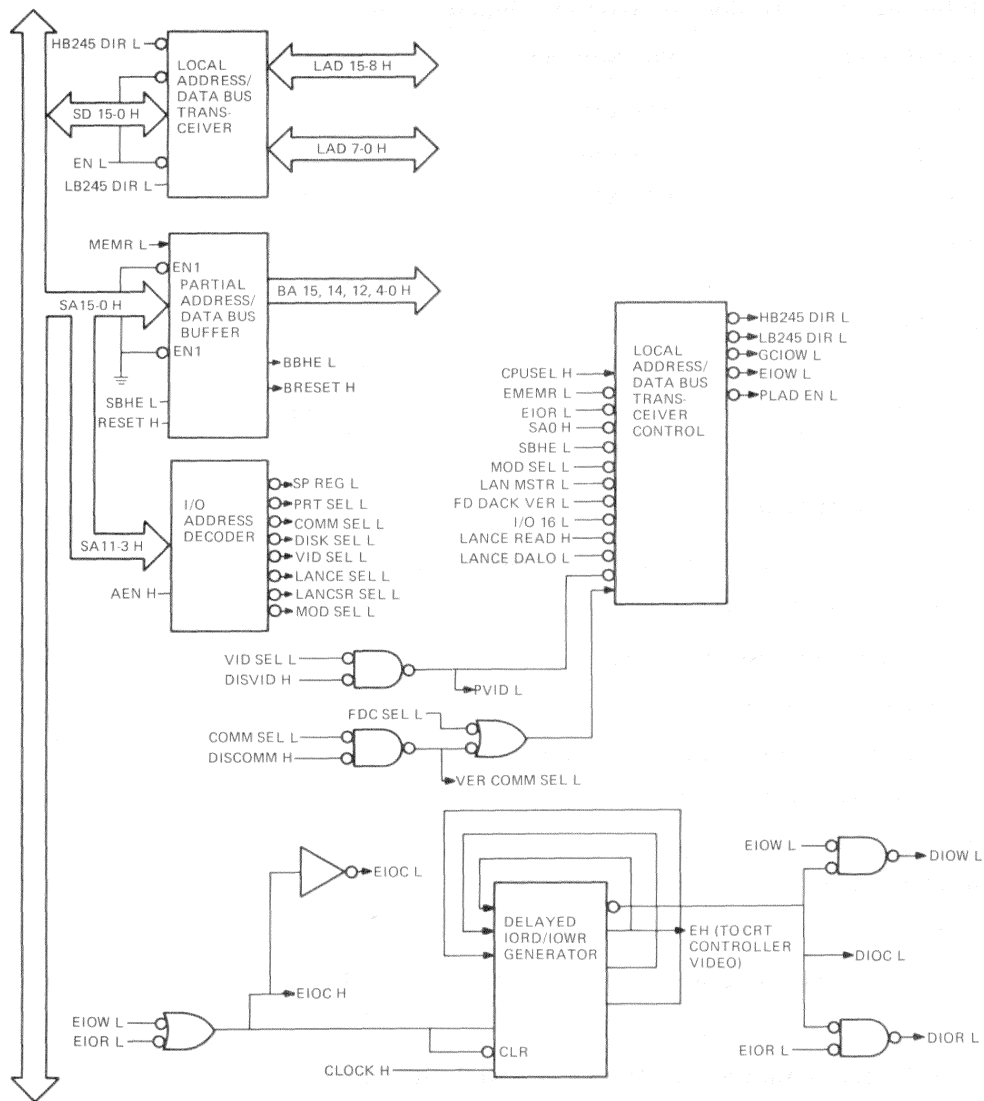 HB245 DIR L
LOCAL
ADDRESS/
DATA BUS
TRANS-
CEIVER
LAD 15-8 H
SD 15-0 H
LAD 7-0 H
EN L
LB245 DIR L
MEMR L
EN1
PARTIAL
ADDRESS/
DATA BUS
BUFFER
EN1
BA 15, 14, 12, 4-0 H
SA15-0 H
BBHE L
BRESET H
SBHE L
RESET H
I/O
ADDRESS
DECODER
SP REG L
PRT SEL L
COMM SEL L
DISK SEL L
VID SEL L
LANCE SEL L
LANCSR SEL L
MOD SEL L
SA11-3 H
AEN H
LOCAL
ADDRESS/
DATA BUS
TRANS-
CEIVER
CONTROL
HB245 DIR L
LB245 DIR L
GCIOW L
EIOW L
PLAD EN L
CPUSEL H
EMEMR L
EIOR L
SA0 H
SBHE L
MOD SEL L
LAN MSTR L
FD DACK VER L
I/O 16 L
LANCE READ H
LANCE DALO L
VID SEL L
DISVID H
PVID L
FDC SEL L
COMM SEL L
DISCOMM H
VER COMM SEL L
EIOC L
EIOC H
EIOW L
EIOR L
DELAYED
IORD/IOWR
GENERATOR
CLR
CLOCK H
EH (TO CRT
CONTROLLER
VIDEO)
EIOW L
DIOW L
DIOC L
EIOR L
DIOR L